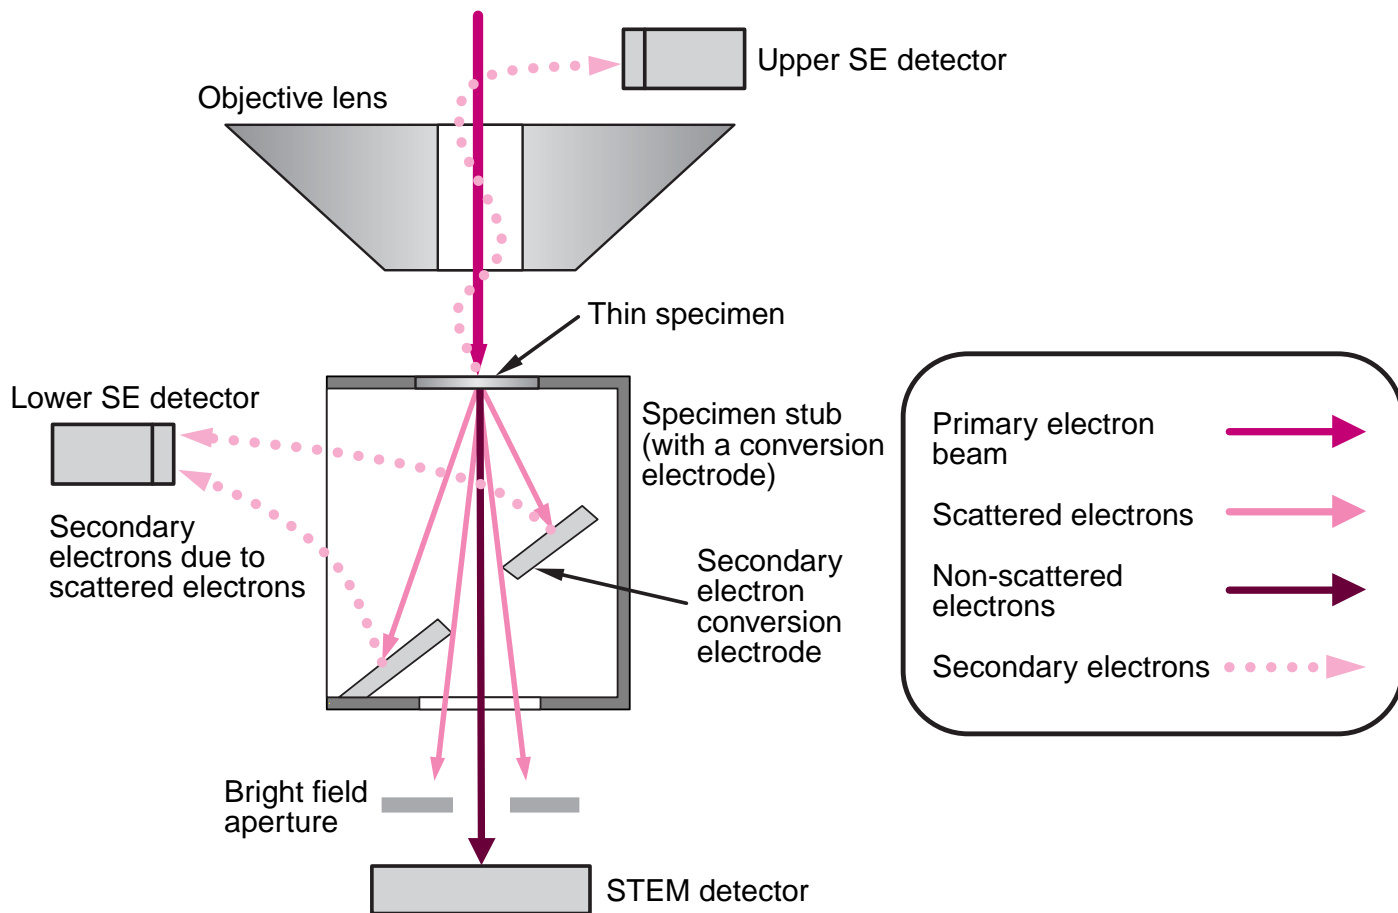 Upper SE detector
Objective lens
Thin specimen
Lower SE detector
Specimen stub
(with a conversion
electrode)
Secondary
electrons due to
scattered electrons
Secondary
electron
conversion
electrode
Bright field
aperture
STEM detector
Primary electron
beam
Scattered electrons
Non-scattered
electrons
Secondary electrons